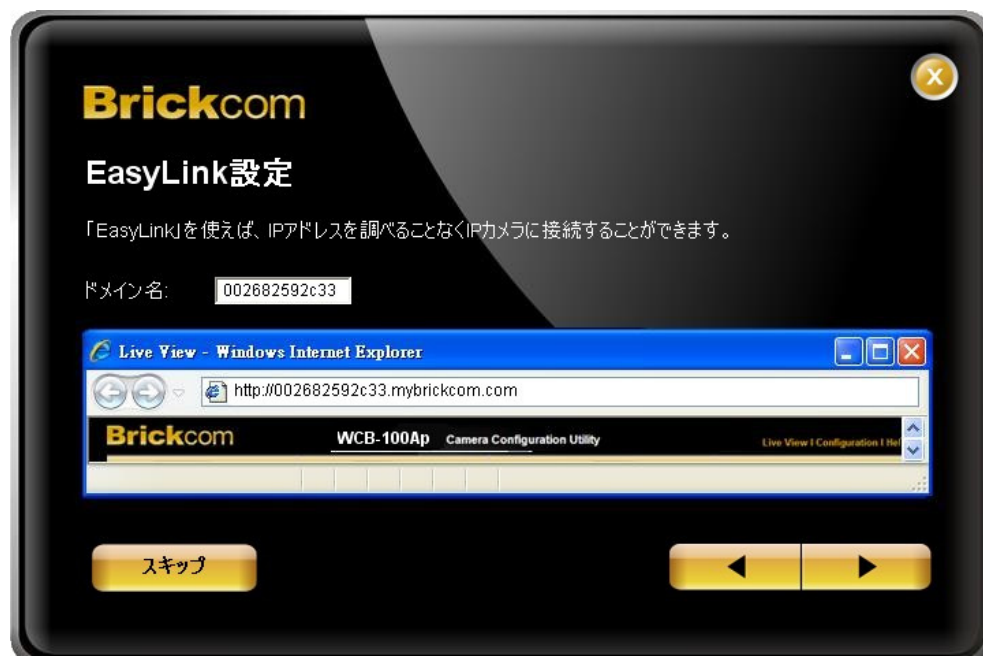 X
Brickcom
EasyLink設定
「EasyLink」を使えば、IPアドレスを調べることなくIPカメラに接続することができます。
ドメイン名: 002682592c33
Live View - Windows Internet Explorer
http://002682592c33.mybrickcom.com
Brickcom WCB-100Ap Camera Configuration Utility Live View | Configuration | Hel
スキップ